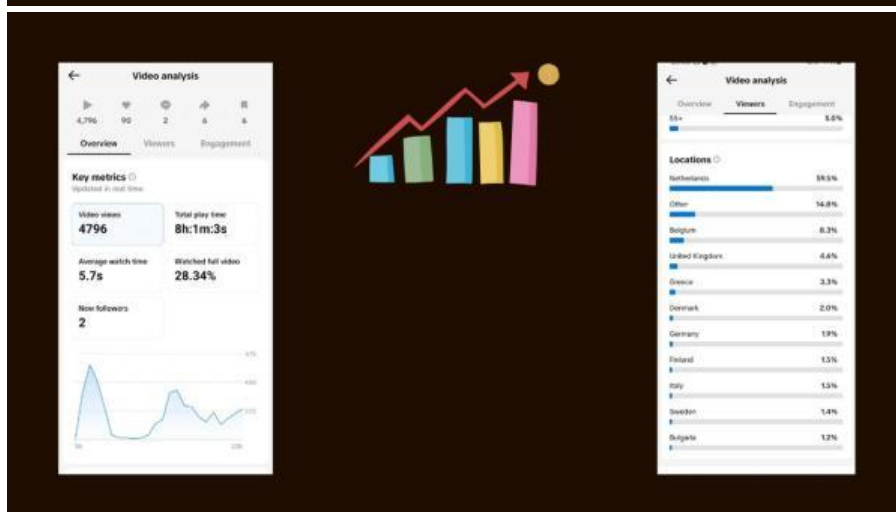 Video analysis
4,796 90 2 6 6
Overview Viewers Engagement
Key metrics
Updated in real time
Video views
4796
Total play time
8h:1m:3s
Average watch time
5.7s
Watched full video
28.34%
New followers
2
Video analysis
Overview Viewers Engagement
55+ 5.0%
Locations
Netherlands 59.5%
Other 14.8%
Belgium 8.3%
United Kingdom 4.6%
Greece 3.3%
Denmark 2.0%
Germany 1.9%
Finland 1.5%
Italy 1.5%
Sweden 1.4%
Bulgaria 1.2%